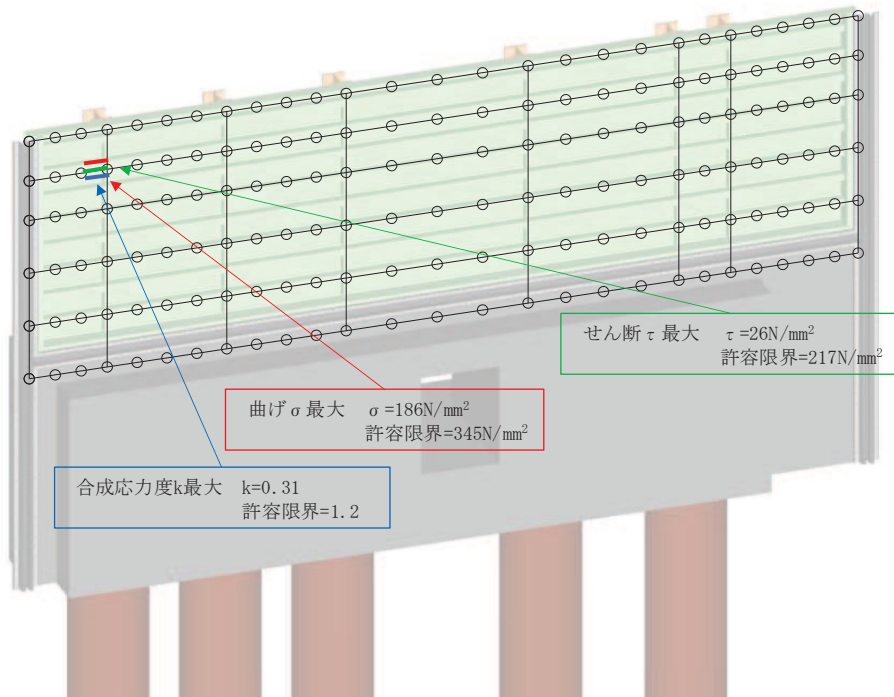 せん断τ最大 τ=26N/mm²
許容限界=217N/mm²
曲げσ最大 σ=186N/mm²
許容限界=345N/mm²
合成応力度k最大 k=0.31
許容限界=1.2